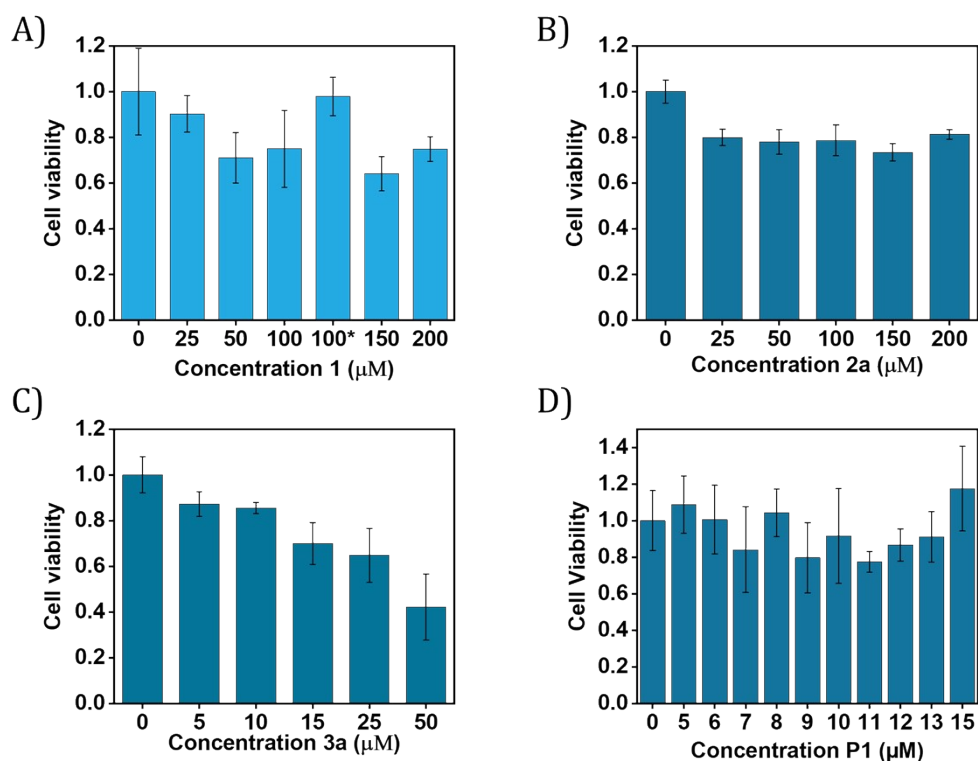 A)
1.2
1.0
0.8
0.6
0.4
0.2
0.0
Cell viability
0 25 50 100 100* 150 200
Concentration 1 (μM)
B)
1.2
1.0
0.8
0.6
0.4
0.2
0.0
Cell viability
0 25 50 100 150 200
Concentration 2a (μM)
C)
1.2
1.0
0.8
0.6
0.4
0.2
0.0
Cell viability
0 5 10 15 25 50
Concentration 3a (μM)
D)
1.4
1.2
1.0
0.8
0.6
0.4
0.2
0.0
Cell Viability
0 5 6 7 8 9 10 11 12 13 15
Concentration P1 (μM)